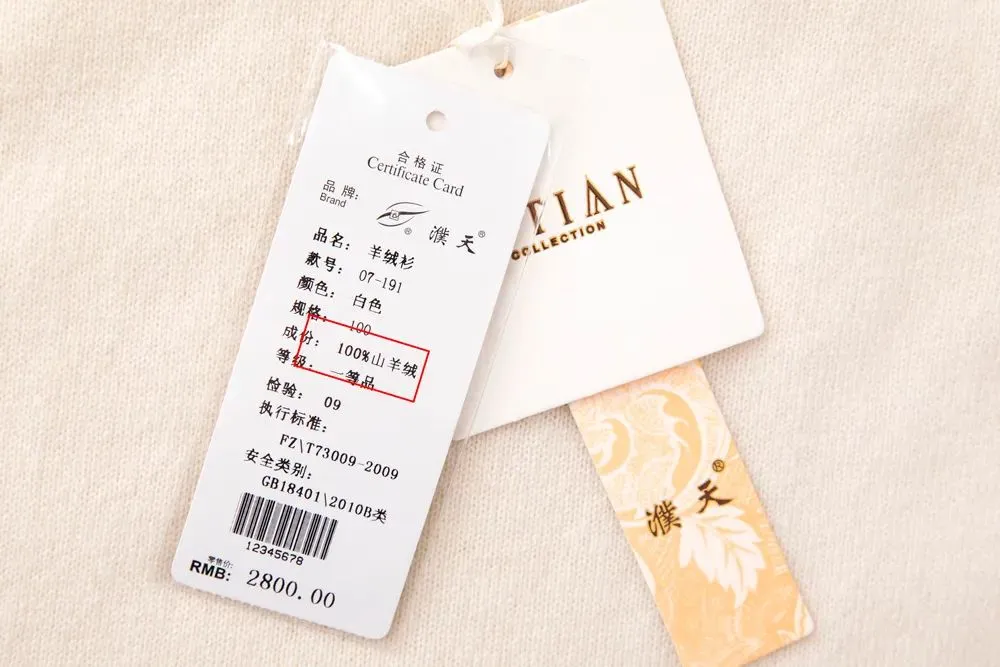 合格证
Certificate Card
品牌：
Brand
濮天®
品名： 羊绒衫
款号： 07-191
颜色： 白色
规格： 100
成份： 100%山羊绒
等级： 一等品
检验： 09
执行标准：
FZ\T73009-2009
安全类别：
GB18401\2010B类
12345678
零售价:
RMB: 2800.00
TIAN
COLLECTION
濮天®